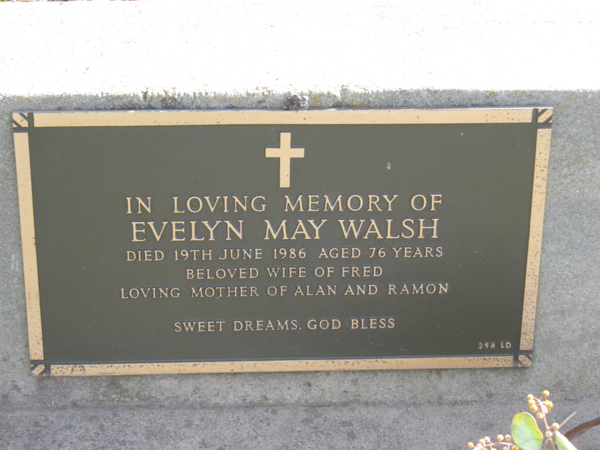 IN LOVING MEMORY OF
EVELYN MAY WALSH
DIED 19TH JUNE 1986 AGED 76 YEARS
BELOVED WIFE OF FRED
LOVING MOTHER OF ALAN AND RAMON
SWEET DREAMS, GOD BLESS
LD